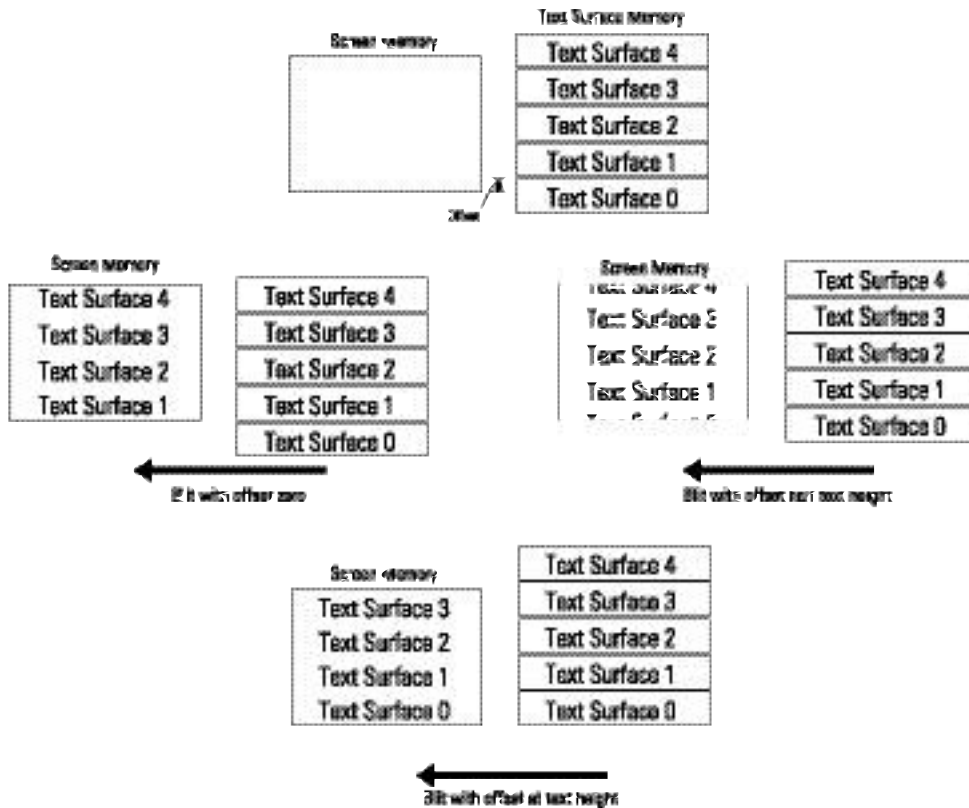 Text Surface Memory
Screen Memory
Text Surface 4
Text Surface 3
Text Surface 2
Text Surface 1
Text Surface 0
Offset
Screen Memory
Text Surface 4
Text Surface 3
Text Surface 2
Text Surface 1
Text Surface 4
Text Surface 3
Text Surface 2
Text Surface 1
Text Surface 0
Blit with offset zero
Screen Memory
Text Surface 4
Text Surface 3
Text Surface 2
Text Surface 1
Text Surface 4
Text Surface 3
Text Surface 2
Text Surface 1
Text Surface 0
Blit with offset text height
Screen Memory
Text Surface 3
Text Surface 2
Text Surface 1
Text Surface 0
Text Surface 4
Text Surface 3
Text Surface 2
Text Surface 1
Text Surface 0
Blit with offset at text height